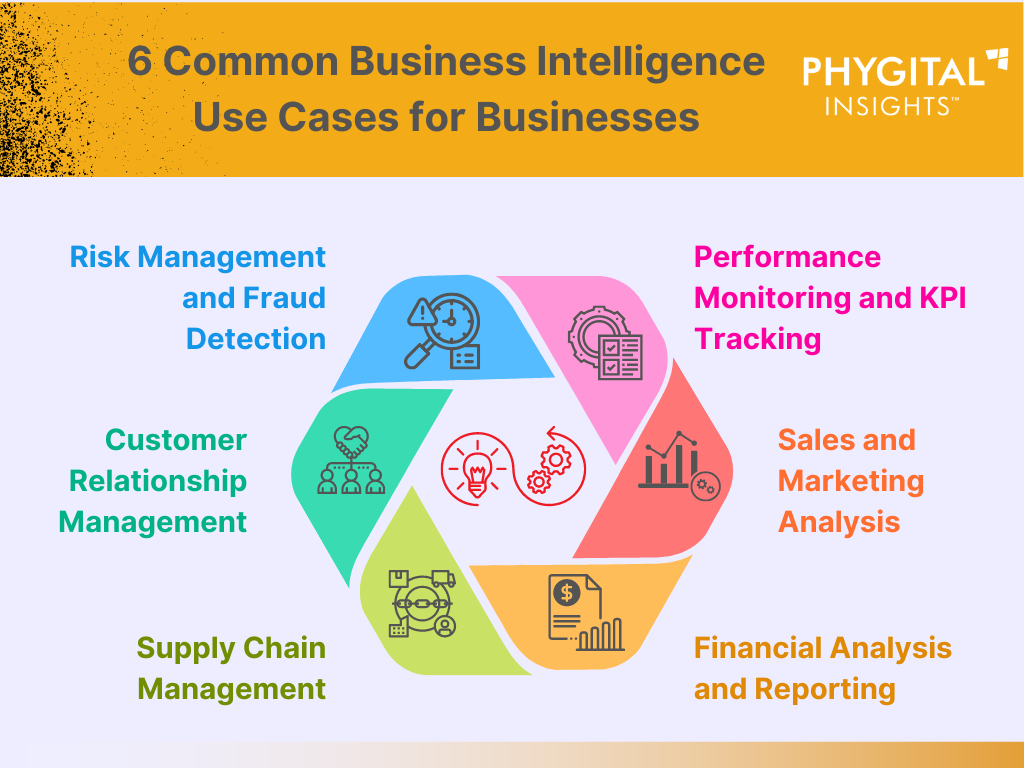 6 Common Business Intelligence
Use Cases for Businesses
PHYGITAL
INSIGHTS™
Risk Management
and Fraud
Detection
Performance
Monitoring and KPI
Tracking
Customer
Relationship
Management
Sales and
Marketing
Analysis
$
Supply Chain
Management
Financial Analysis
and Reporting